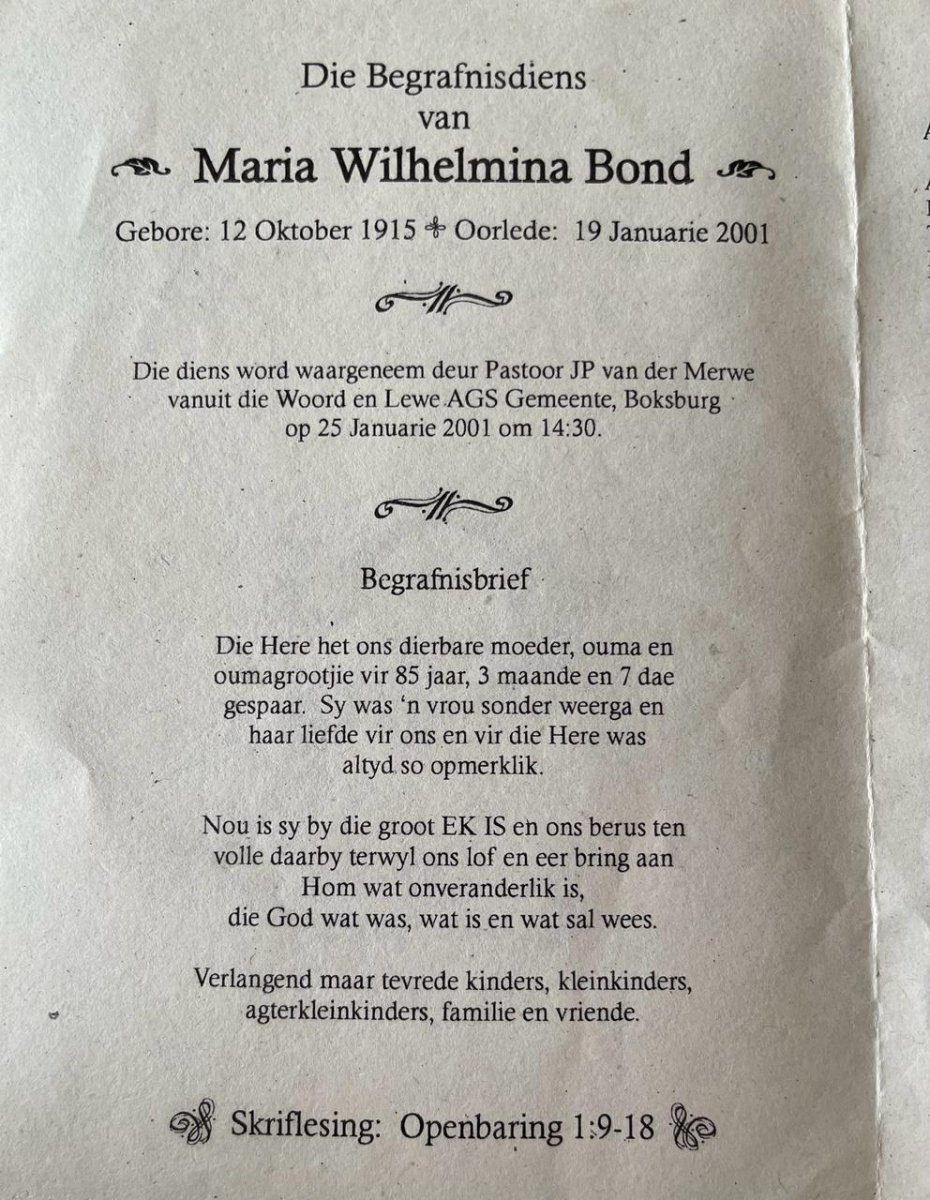 Die Begrafnisdiens
van
Maria Wilhelmina Bond
Gebore: 12 Oktober 1915 Oorlede: 19 Januarie 2001
Die diens word waargeneem deur Pastoor JP van der Merwe
vanuit die Woord en Lewe AGS Gemeente, Boksburg
op 25 Januarie 2001 om 14:30.
Begrafnisbrief
Die Here het ons dierbare moeder, ouma en
oumagrootjie vir 85 jaar, 3 maande en 7 dae
gespaar. Sy was ‘n vrou sonder weerga en
haar liefde vir ons en vir die Here was
altyd so opmerklik.
Nou is sy by die groot EK IS en ons berus ten
volle daarby terwyl ons lof en eer bring aan
Hom wat onveranderlik is,
die God wat was, wat is en wat sal wees.
Verlangend maar tevrede kinders, kleinkinders,
agterkleinkinders, familie en vriende.
Skriflesing: Openbaring 1:9-18